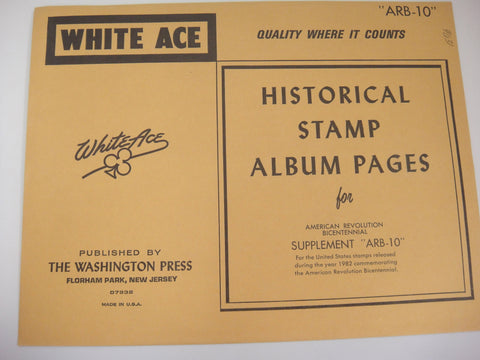 "ARB-10"
WHITE ACE
QUALITY WHERE IT COUNTS
HISTORICAL
STAMP
ALBUM PAGES
for
AMERICAN REVOLUTION
BICENTENNIAL
SUPPLEMENT "ARB-10"
For the United States stamps released
during the year 1982 commemorating
the American Revolution Bicentennial.
White Ace
PUBLISHED BY
THE WASHINGTON PRESS
FLORHAM PARK, NEW JERSEY
07932
MADE IN U.S.A.